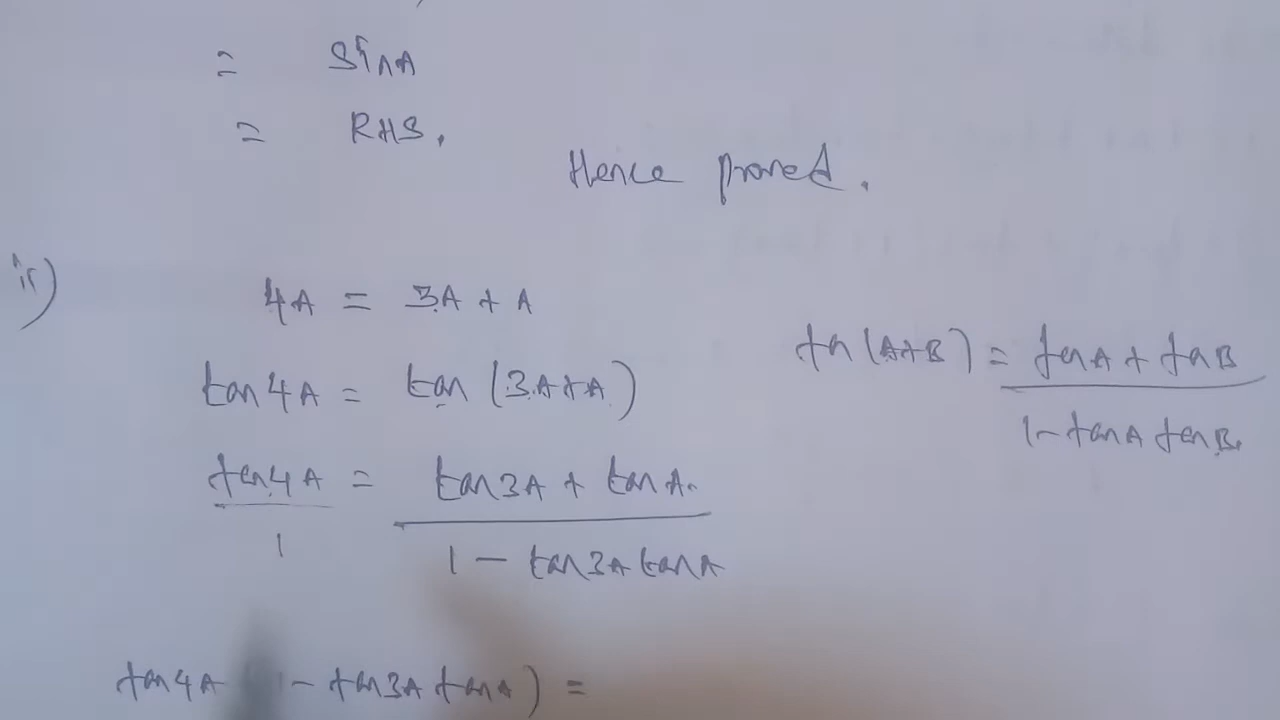 = SinA
= RHS.
Hence proved.
ii)
4A = 3A + A
tan4A = tan (3A+A)
tan(A+B) = tanA + tanB
1 - tanA tanB.
tan4A = tan3A + tanA.
1 1 - tan3A tanA
tan4A - tan3A tanA) =